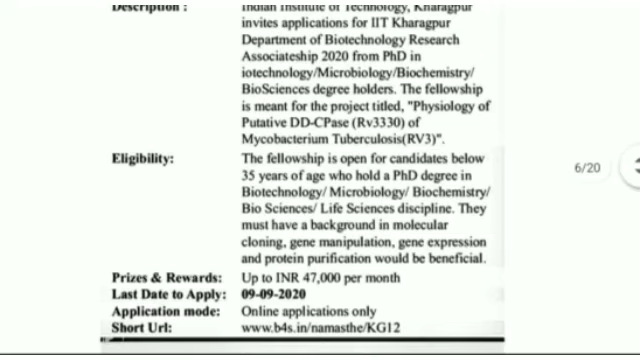 Description : Indian Institute of Technology, Kharagpur
invites applications for IIT Kharagpur
Department of Biotechnology Research
Associateship 2020 from PhD in
iotechnology/Microbiology/Biochemistry/
BioSciences degree holders. The fellowship
is meant for the project titled, "Physiology of
Putative DD-CPase (Rv3330) of
Mycobacterium Tuberculosis(RV3)".
Eligibility: The fellowship is open for candidates below
35 years of age who hold a PhD degree in
Biotechnology/ Microbiology/ Biochemistry/
Bio Sciences/ Life Sciences discipline. They
must have a background in molecular
cloning, gene manipulation, gene expression
and protein purification would be beneficial.
Prizes & Rewards: Up to INR 47,000 per month
Last Date to Apply: 09-09-2020
Application mode: Online applications only
Short Url: www.b4s.in/namasthe/KG12
6/20